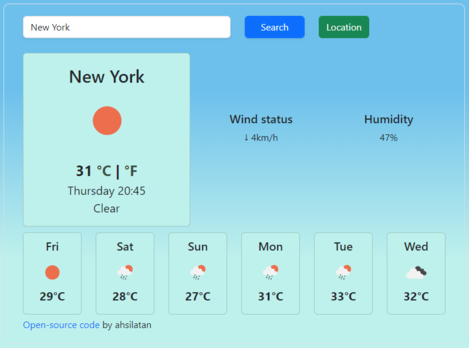 New York
Search
Location
New York
31 °C | °F
Thursday 20:45
Clear
Wind status
↓ 4km/h
Humidity
47%
Fri
29°C
Sat
28°C
Sun
27°C
Mon
31°C
Tue
33°C
Wed
32°C
Open-source code by ahsilatan